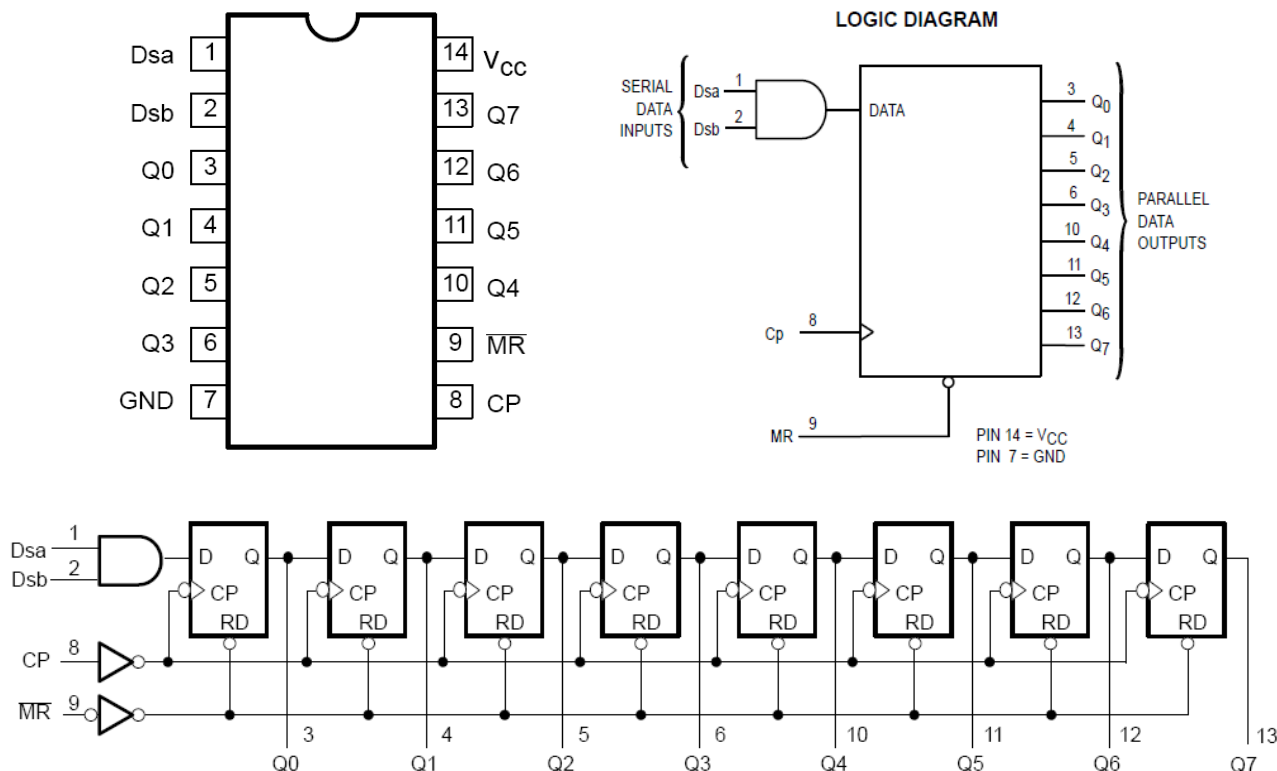 Dsa 1 14 VCC
Dsb 2 13 Q7
Q0 3 12 Q6
Q1 4 11 Q5
Q2 5 10 Q4
Q3 6 9 MR
GND 7 8 CP
LOGIC DIAGRAM
SERIAL
DATA
INPUTS
Dsa 1
Dsb 2
DATA
3 Q0
4 Q1
5 Q2
6 Q3
10 Q4
11 Q5
12 Q6
13 Q7
PARALLEL
DATA
OUTPUTS
Cp 8
MR 9
PIN 14 = VCC
PIN 7 = GND
Dsa 1
Dsb 2
D Q D Q D Q D Q D Q D Q D Q D Q
CP CP CP CP CP CP CP CP
RD RD RD RD RD RD RD RD
CP 8
MR 9
3 4 5 6 10 11 12 13
Q0 Q1 Q2 Q3 Q4 Q5 Q6 Q7